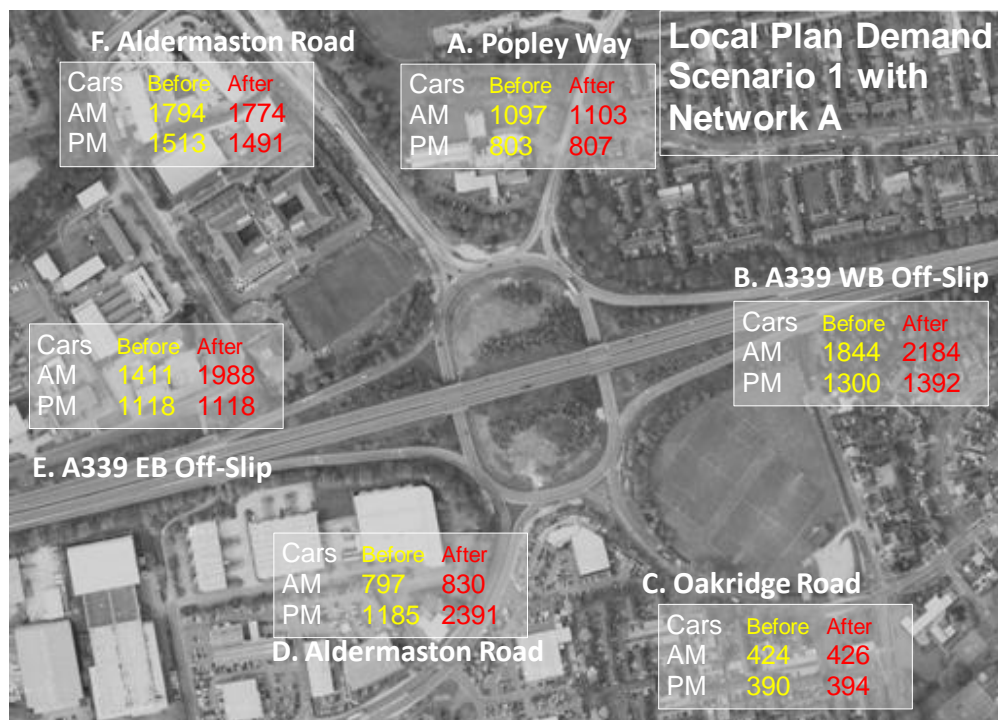 F. Aldermaston Road
Cars Before After
AM 1794 1774
PM 1513 1491
A. Popley Way
Cars Before After
AM 1097 1103
PM 803 807
Local Plan Demand
Scenario 1 with
Network A
B. A339 WB Off-Slip
Cars Before After
AM 1844 2184
PM 1300 1392
Cars Before After
AM 1411 1988
PM 1118 1118
E. A339 EB Off-Slip
Cars Before After
AM 797 830
PM 1185 2391
D. Aldermaston Road
C. Oakridge Road
Cars Before After
AM 424 426
PM 390 394